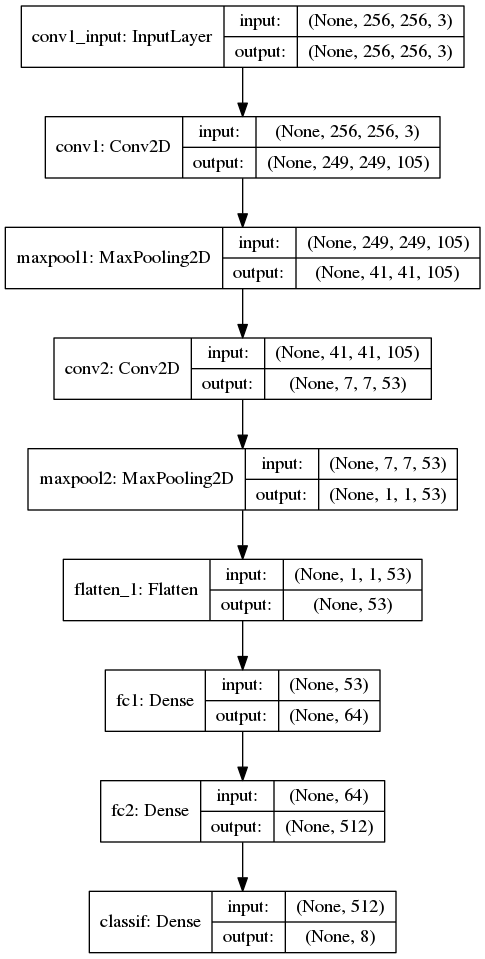 conv1_input: InputLayer
input: (None, 256, 256, 3)
output: (None, 256, 256, 3)
conv1: Conv2D
input: (None, 256, 256, 3)
output: (None, 249, 249, 105)
maxpool1: MaxPooling2D
input: (None, 249, 249, 105)
output: (None, 41, 41, 105)
conv2: Conv2D
input: (None, 41, 41, 105)
output: (None, 7, 7, 53)
maxpool2: MaxPooling2D
input: (None, 7, 7, 53)
output: (None, 1, 1, 53)
flatten_1: Flatten
input: (None, 1, 1, 53)
output: (None, 53)
fc1: Dense
input: (None, 53)
output: (None, 64)
fc2: Dense
input: (None, 64)
output: (None, 512)
classif: Dense
input: (None, 512)
output: (None, 8)